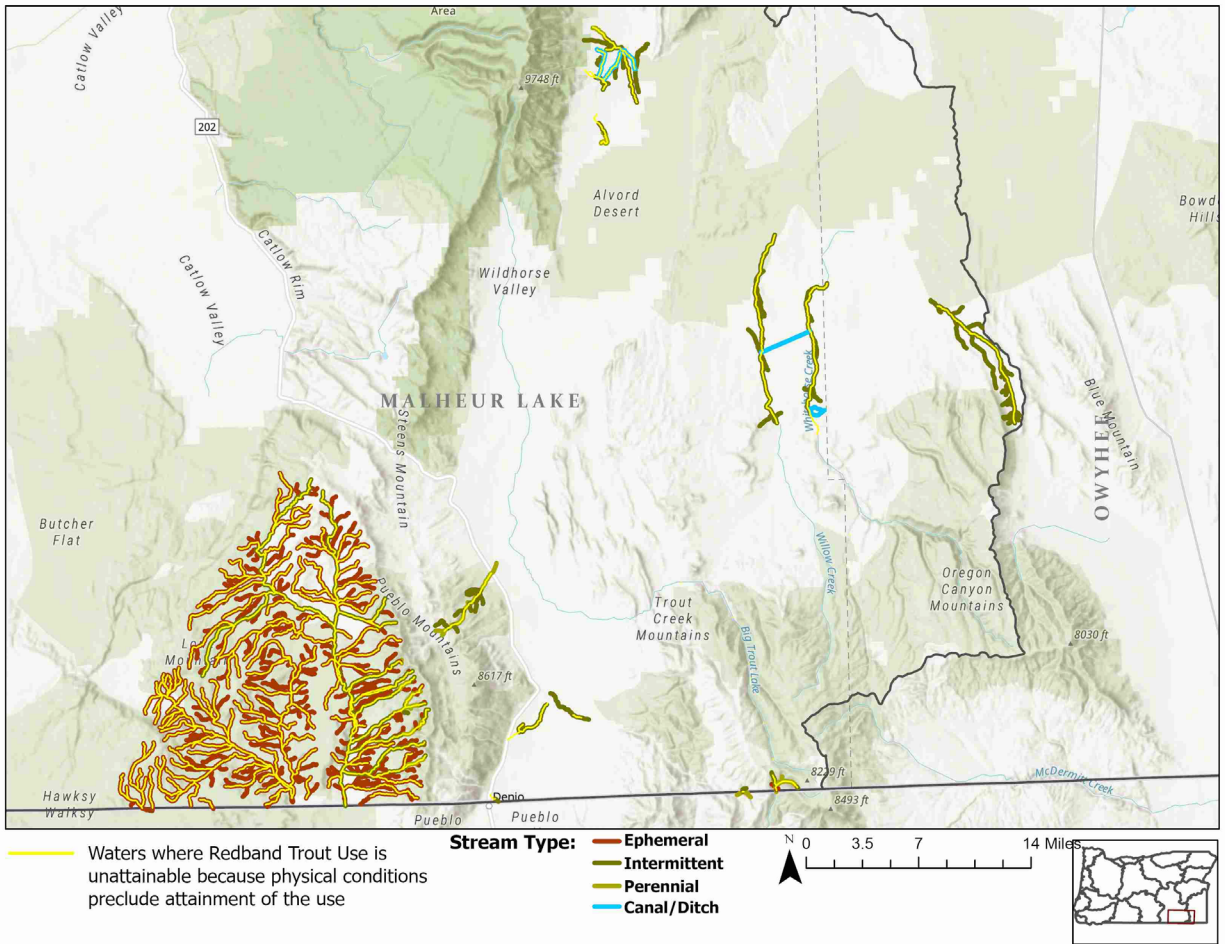 Area
Catlow Valley
9748 ft
202
Alvord
Desert
Bowd
Hills
Catlow Rim
Catlow Valley
Wildhorse
Valley
MALHEUR LAKE
Steens Mountain
Whitehorse Creek
Blue Mountain
OWYHEE
Butcher
Flat
Willow Creek
Oregon
Canyon
Mountains
Pueblo Mountains
Trout
Creek
Mountains
Big Trout Lake
8030 ft
8617 ft
8229 ft
McDermitt Creek
8493 ft
Hawksy
Walksy
Denio
Pueblo
Pueblo
Waters where Redband Trout Use is
unattainable because physical conditions
preclude attainment of the use
Stream Type:
Ephemeral
Intermittent
Perennial
Canal/Ditch
N
0 3.5 7 14 Miles